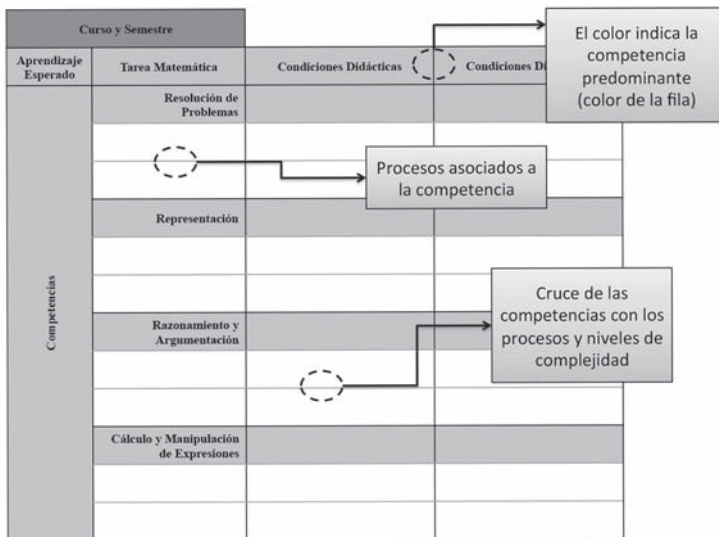 Curso y Semestre
Aprendizaje
Esperado
Tarea Matemática
Condiciones Didácticas
Condiciones
El color indica la
competencia
predominante
(color de la fila)
Resolución de
Problemas
Procesos asociados a
la competencia
Representación
Competencias
Razonamiento y
Argumentación
Cruce de las
competencias con los
procesos y niveles de
complejidad
Cálculo y Manipulación
de Expresiones